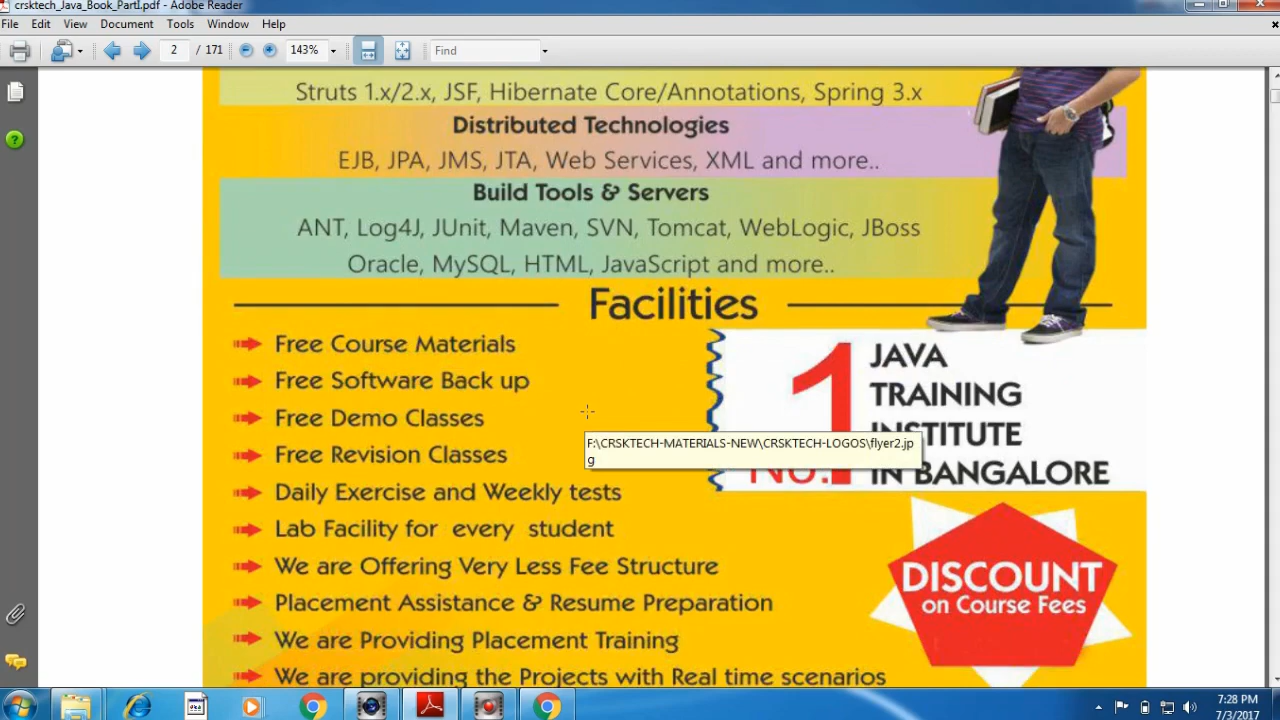 crsktech_Java_Book_PartI.pdf - Adobe Reader
File Edit View Document Tools Window Help
2 / 171 143% Find
Struts 1.x/2.x, JSF, Hibernate Core/Annotations, Spring 3.x
Distributed Technologies
EJB, JPA, JMS, JTA, Web Services, XML and more..
Build Tools & Servers
ANT, Log4J, JUnit, Maven, SVN, Tomcat, WebLogic, JBoss
Oracle, MySQL, HTML, JavaScript and more..
Facilities
Free Course Materials
Free Software Back up
Free Demo Classes
Free Revision Classes
Daily Exercise and Weekly tests
Lab Facility for every student
We are Offering Very Less Fee Structure
Placement Assistance & Resume Preparation
We are Providing Placement Training
We are providing the Projects with Real time scenarios
NO. 1
JAVA
TRAINING
INSTITUTE
IN BANGALORE
F:\CRSKTECH-MATERIALS-NEW\CRSKTECH-LOGOS\flyer2.jp
g
DISCOUNT
on Course Fees
7:28 PM
7/3/2017